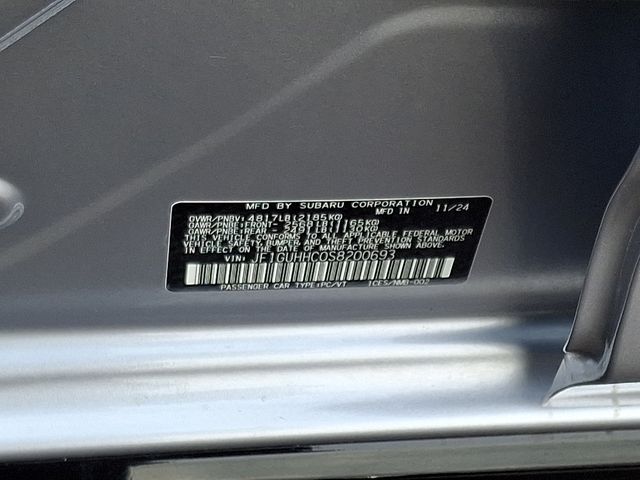 MFD BY SUBARU CORPORATION
GVWR/PNBV: 4817LB(2185KG) MFD IN 11/24
GAWR/PNBE:FRONT- 2568LB(1165KG)
GAWR/PNBE:REAR - 2491LB(1130KG)
THIS VEHICLE CONFORMS TO ALL APPLICABLE FEDERAL MOTOR
VEHICLE SAFETY, BUMPER, AND THEFT PREVENTION STANDARDS
IN EFFECT ON THE DATE OF MANUFACTURE SHOWN ABOVE.
VIN: JF1GUHHC0S8200693
PASSENGER CAR TYPE:PC/VT ICES/NMB-002